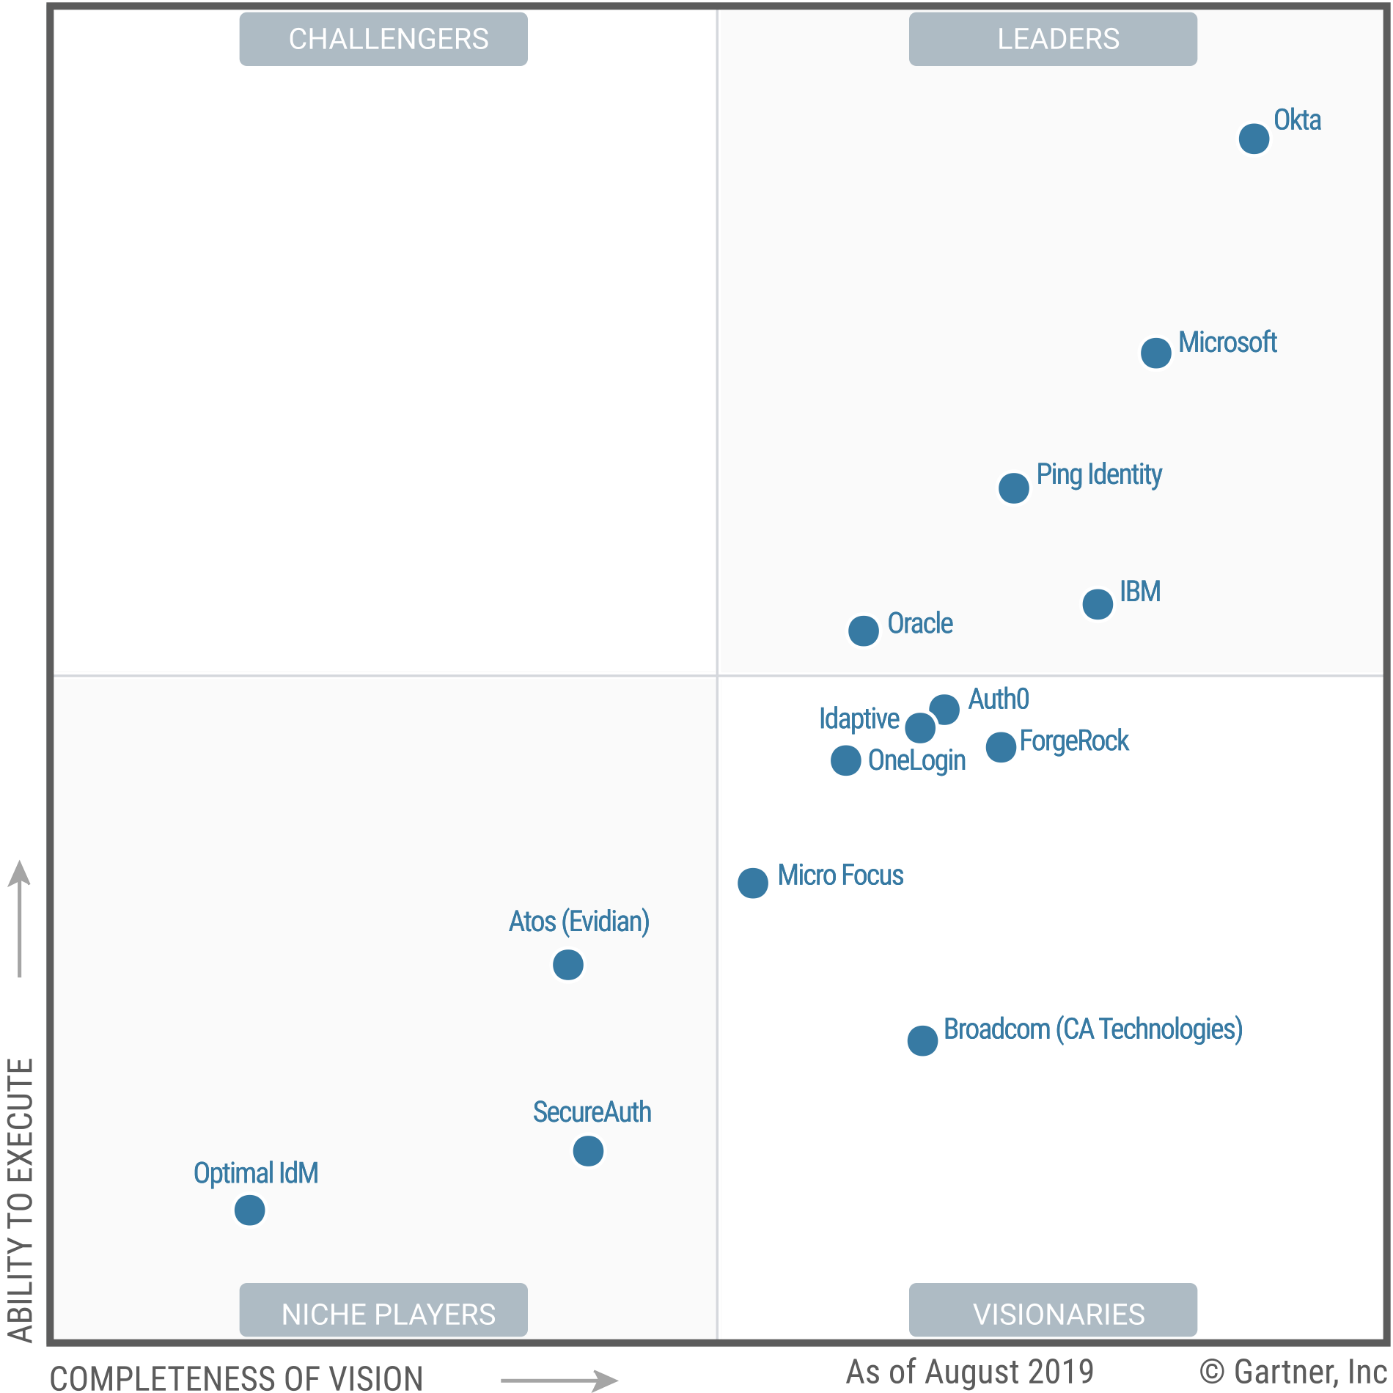 CHALLENGERS
LEADERS
Okta
Microsoft
Ping Identity
IBM
Oracle
Auth0
Idaptive
ForgeRock
OneLogin
Micro Focus
Atos (Evidian)
Broadcom (CA Technologies)
SecureAuth
Optimal IdM
NICHE PLAYERS
VISIONARIES
ABILITY TO EXECUTE
COMPLETENESS OF VISION
As of August 2019
© Gartner, Inc